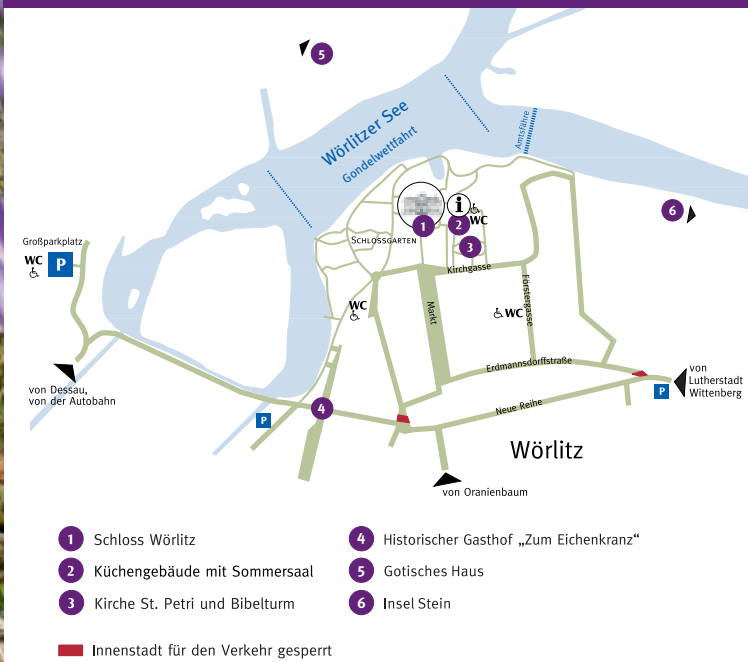 5
Wörlitzer See
Gondelwettfahrt
Amtsfähre
6
i
WC
1
2
3
SCHLOSSGARTEN
Großparkplatz
WC
P
Kirchgasse
WC
Markt
WC
Förstergasse
Erdmannsdorffstraße
von
Lutherstadt
Wittenberg
P
von Dessau,
von der Autobahn
4
P
Neue Reihe
Wörlitz
von Oranienbaum
1 Schloss Wörlitz
2 Küchengebäude mit Sommersaal
3 Kirche St. Petri und Bibelturm
4 Historischer Gasthof „Zum Eichenkranz“
5 Gotisches Haus
6 Insel Stein
Innenstadt für den Verkehr gesperrt